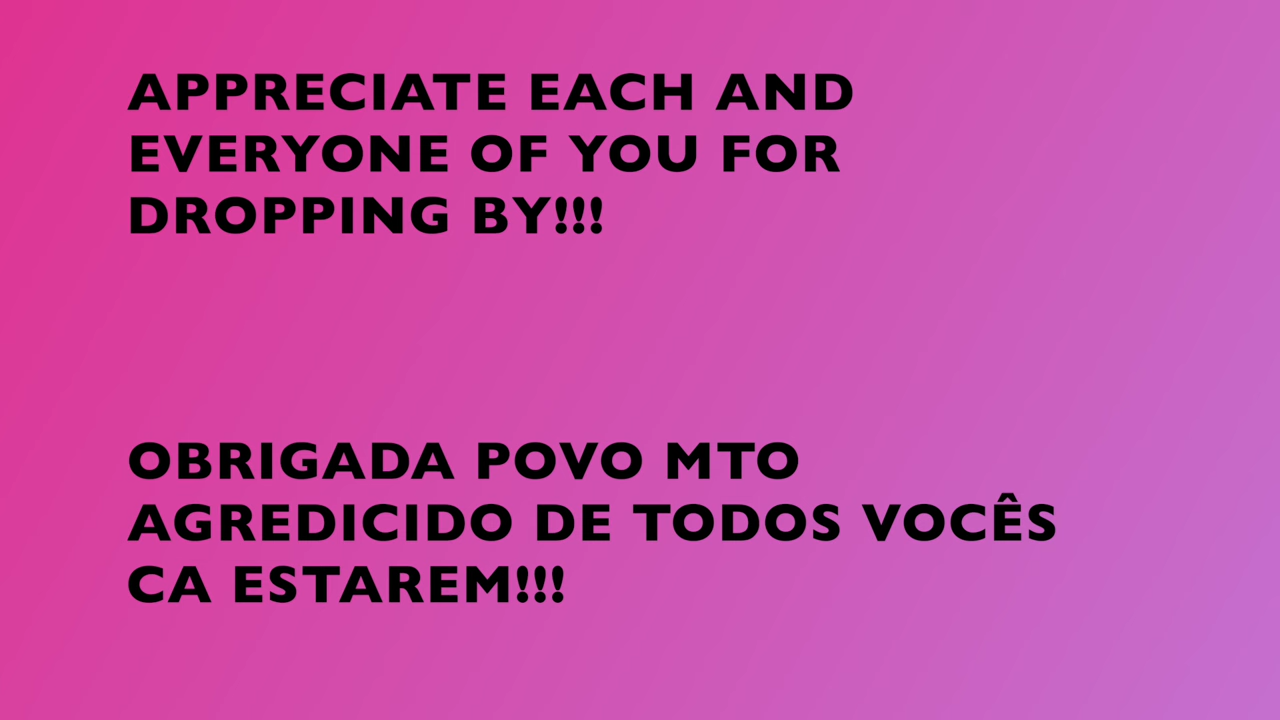 APPRECIATE EACH AND
EVERYONE OF YOU FOR
DROPPING BY!!!
OBRIGADA POVO MTO
AGREDICIDO DE TODOS VOCÊS
CA ESTAREM!!!